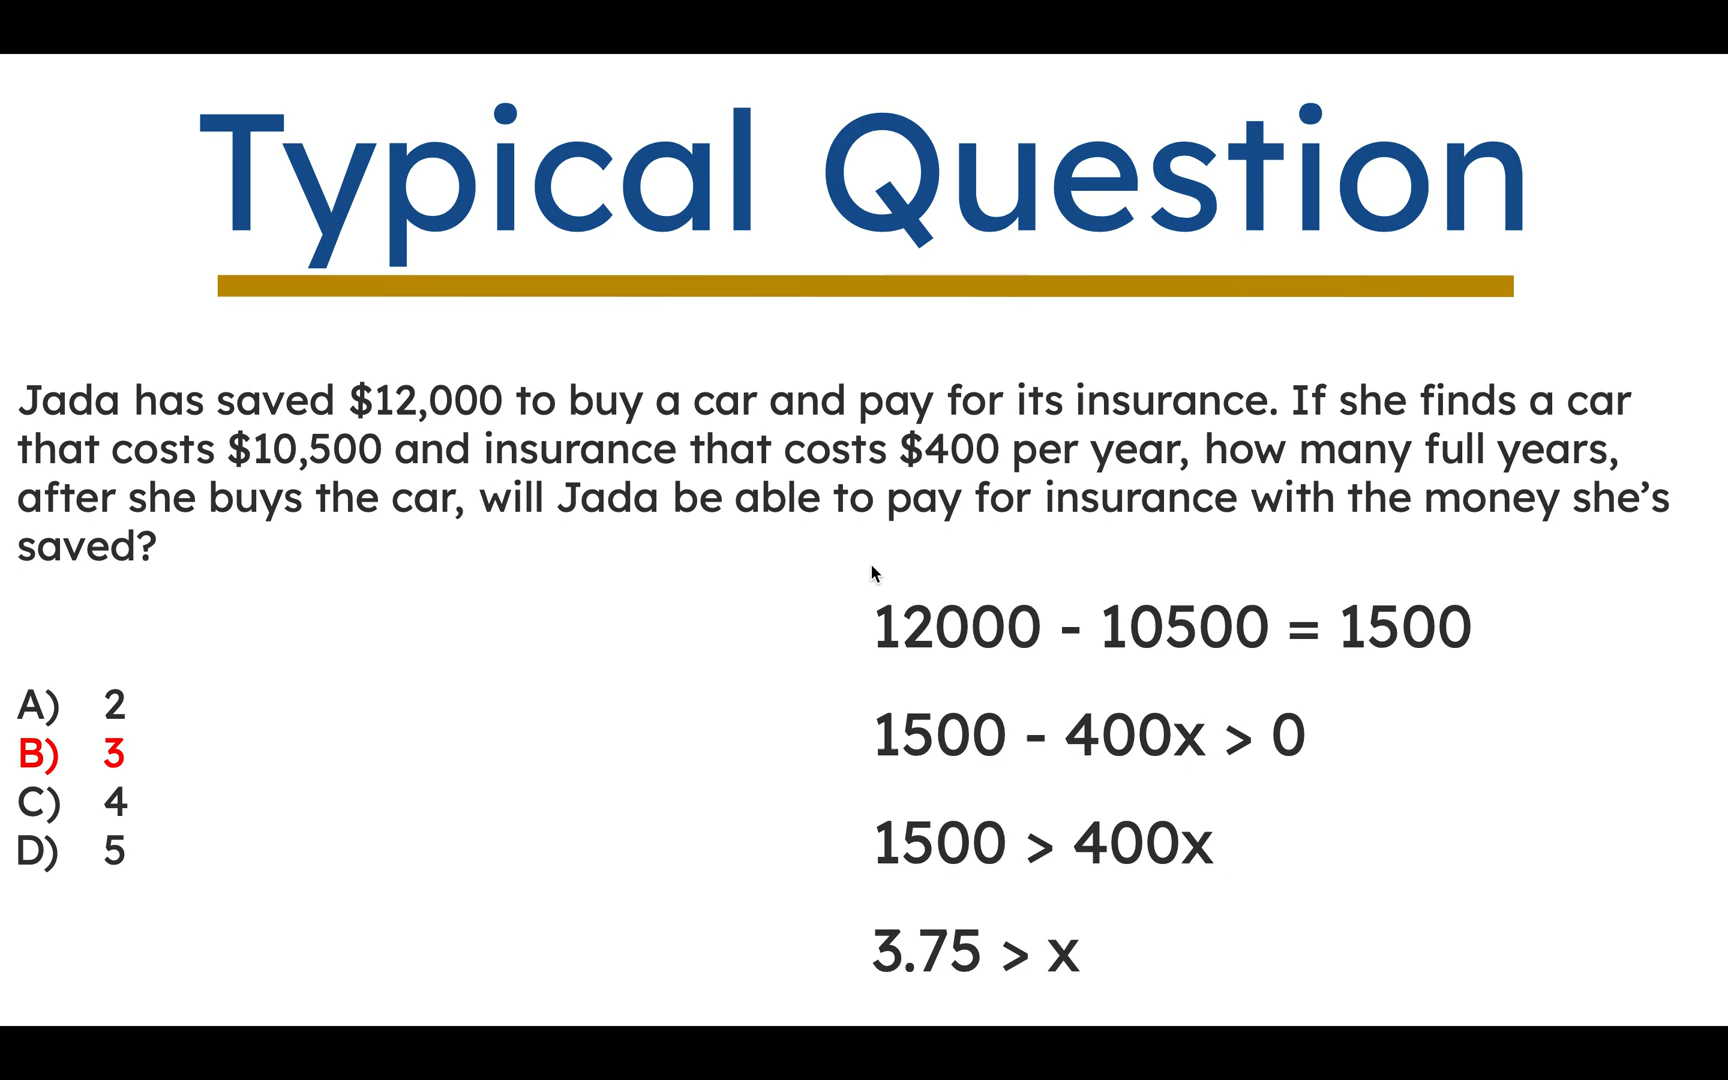 Typical Question
Jada has saved $12,000 to buy a car and pay for its insurance. If she finds a car
that costs $10,500 and insurance that costs $400 per year, how many full years,
after she buys the car, will Jada be able to pay for insurance with the money she’s
saved?
12000 - 10500 = 1500
A) 2
1500 - 400x > 0
B) 3
C) 4
1500 > 400x
D) 5
3.75 > x